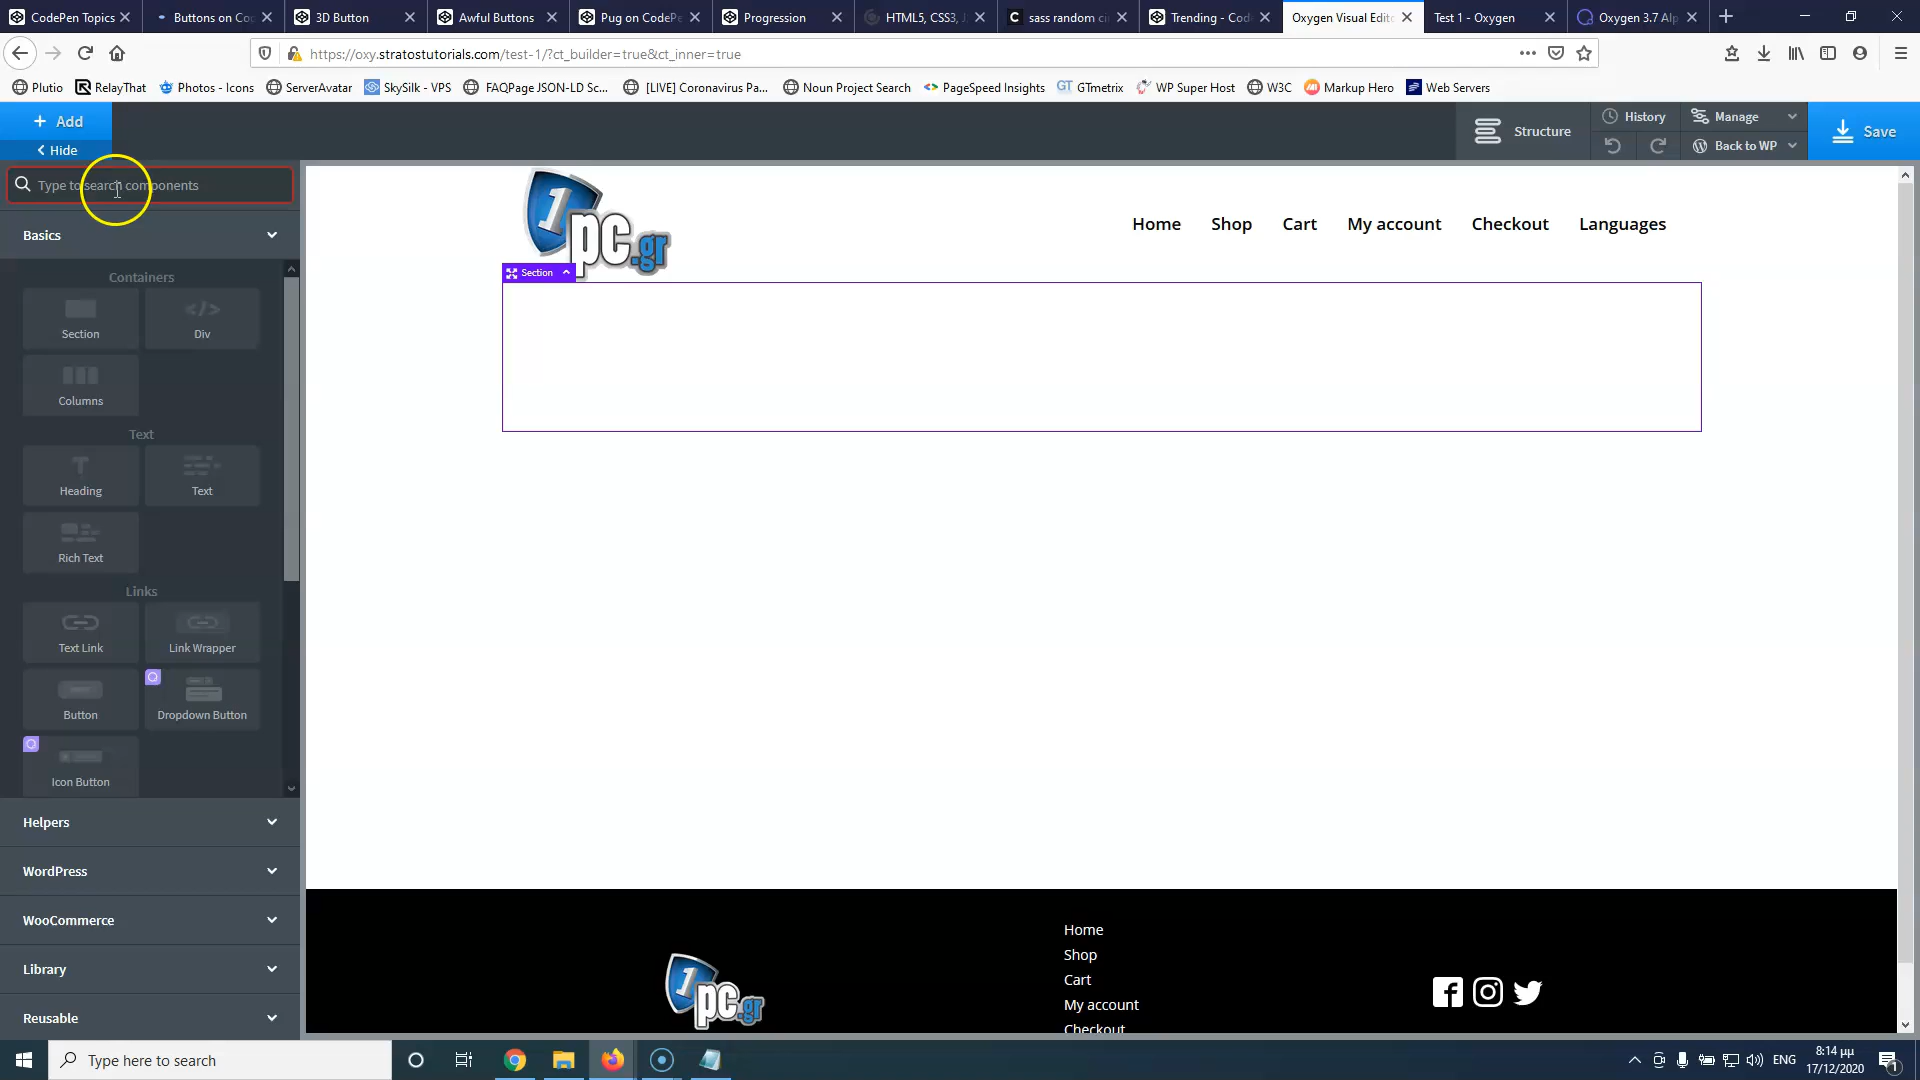 CodePen Topics
Buttons on Co
3D Button
Awful Buttons
Pug on CodePe
Progression
HTML5, CSS3, J
sass random ci
Trending - Cod
Oxygen Visual Edit
Test 1 - Oxygen
Oxygen 3.7 Alp
https://oxy.stratostutorials.com/test-1/?ct_builder=true&ct_inner=true
Plutio
RelayThat
Photos - Icons
ServerAvatar
SkySilk - VPS
FAQPage JSON-LD Sc...
[LIVE] Coronavirus Pa...
Noun Project Search
PageSpeed Insights
GTmetrix
WP Super Host
W3C
Markup Hero
Web Servers
+ Add
Hide
Structure
History
Manage
Back to WP
Save
Type to search components
Basics
Containers
Section
Div
Columns
Text
Heading
Text
Rich Text
Links
Text Link
Link Wrapper
Button
Dropdown Button
Icon Button
Helpers
WordPress
WooCommerce
Library
Reusable
1pc.gr
Home
Shop
Cart
My account
Checkout
Languages
Section
1pc.gr
Home
Shop
Cart
My account
Checkout
Type here to search
ENG
8:14 μμ
17/12/2020
1